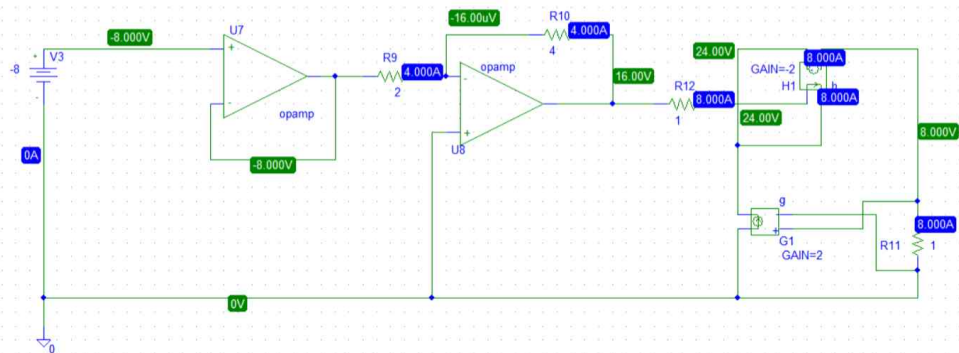 -16.00uV
R10
4.000A
4
-8.000V
U7
+
-
opamp
+
V3
-8
-
R9
4.000A
2
-
opamp
+
U8
16.00V
24.00V
8.000A
GAIN=-2
H1
h
8.000A
R12
8.000A
1
24.00V
8.000V
0A
-8.000V
g
+
G1
GAIN=2
8.000A
R11
1
0V
0